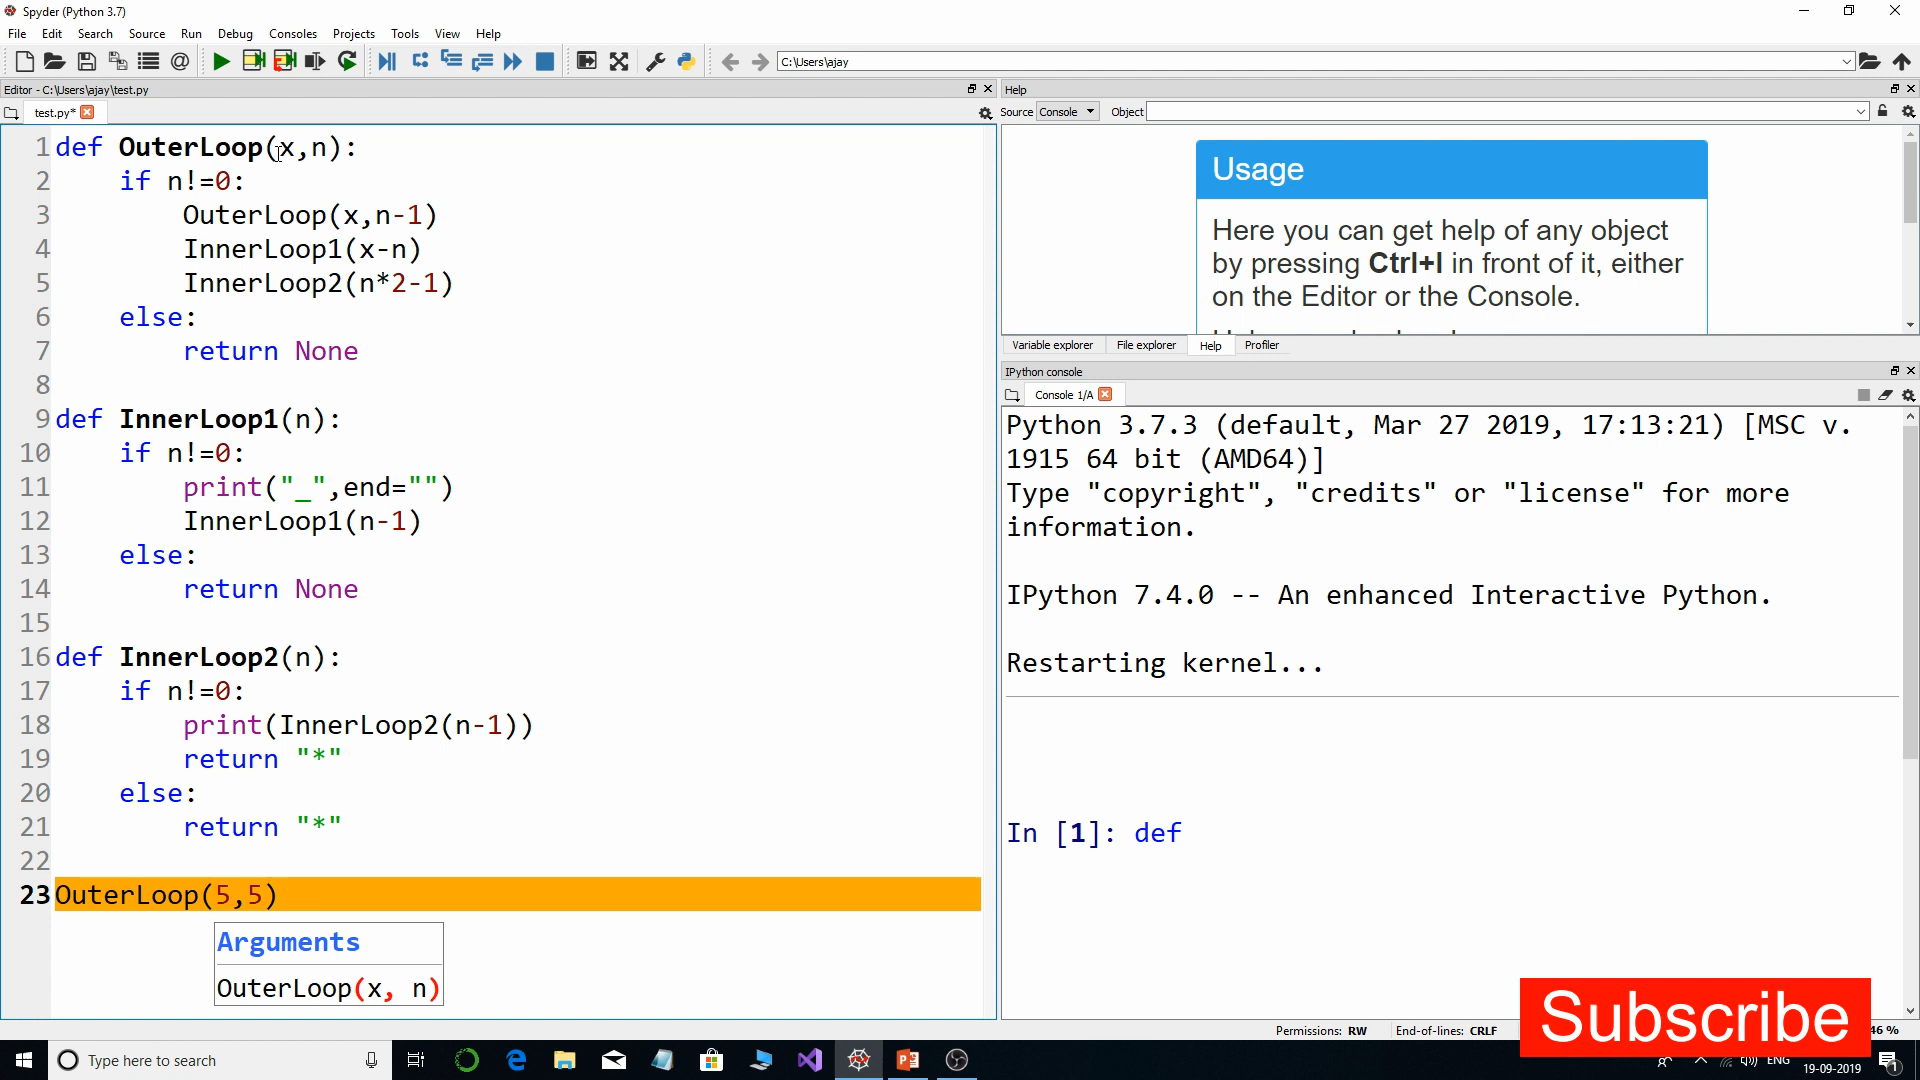 Spyder (Python 3.7)
File Edit Search Source Run Debug Consoles Projects Tools View Help
C:\Users\ajay
Editor - C:\Users\ajay\test.py
test.py*
1 def OuterLoop(x,n):
2 if n!=0:
3 OuterLoop(x,n-1)
4 InnerLoop1(x-n)
5 InnerLoop2(n*2-1)
6 else:
7 return None
8
9 def InnerLoop1(n):
10 if n!=0:
11 print("_",end="")
12 InnerLoop1(n-1)
13 else:
14 return None
15
16 def InnerLoop2(n):
17 if n!=0:
18 print(InnerLoop2(n-1))
19 return "*"
20 else:
21 return "*"
22
23 OuterLoop(5,5)
Arguments
OuterLoop(x, n)
Help
Source Console Object
Usage
Here you can get help of any object
by pressing Ctrl+I in front of it, either
on the Editor or the Console.
Variable explorer File explorer Help Profiler
IPython console
Console 1/A
Python 3.7.3 (default, Mar 27 2019, 17:13:21) [MSC v.
1915 64 bit (AMD64)]
Type "copyright", "credits" or "license" for more
information.
IPython 7.4.0 -- An enhanced Interactive Python.
Restarting kernel...
In [1]: def
Permissions: RW End-of-lines: CRLF 46 %
Subscribe
Type here to search
ENG
19-09-2019
1